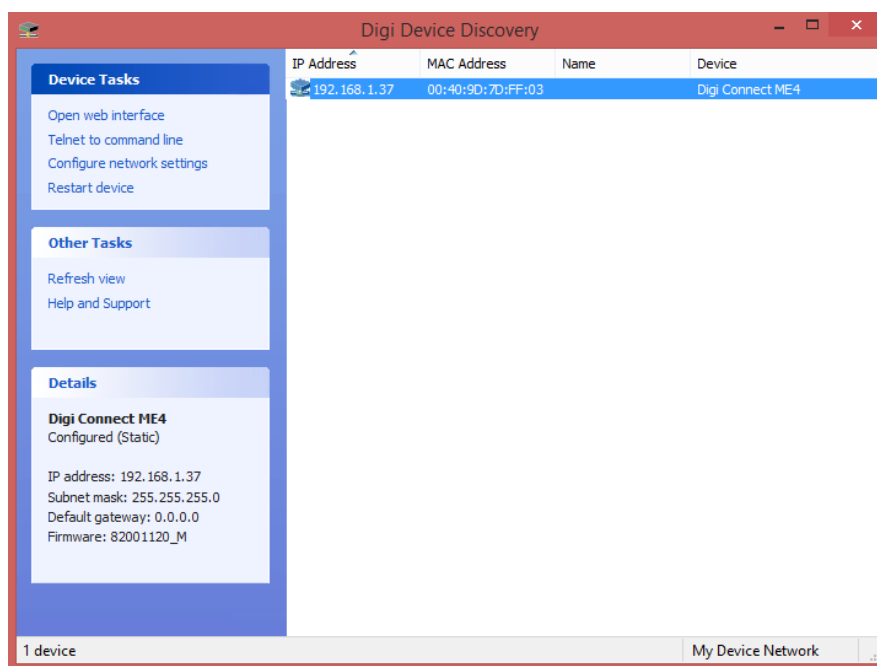 Digi Device Discovery
Device Tasks
Open web interface
Telnet to command line
Configure network settings
Restart device
Other Tasks
Refresh view
Help and Support
Details
Digi Connect ME4
Configured (Static)
IP address: 192.168.1.37
Subnet mask: 255.255.255.0
Default gateway: 0.0.0.0
Firmware: 82001120_M
IP Address MAC Address Name Device
192.168.1.37 00:40:9D:7D:FF:03 Digi Connect ME4
1 device My Device Network